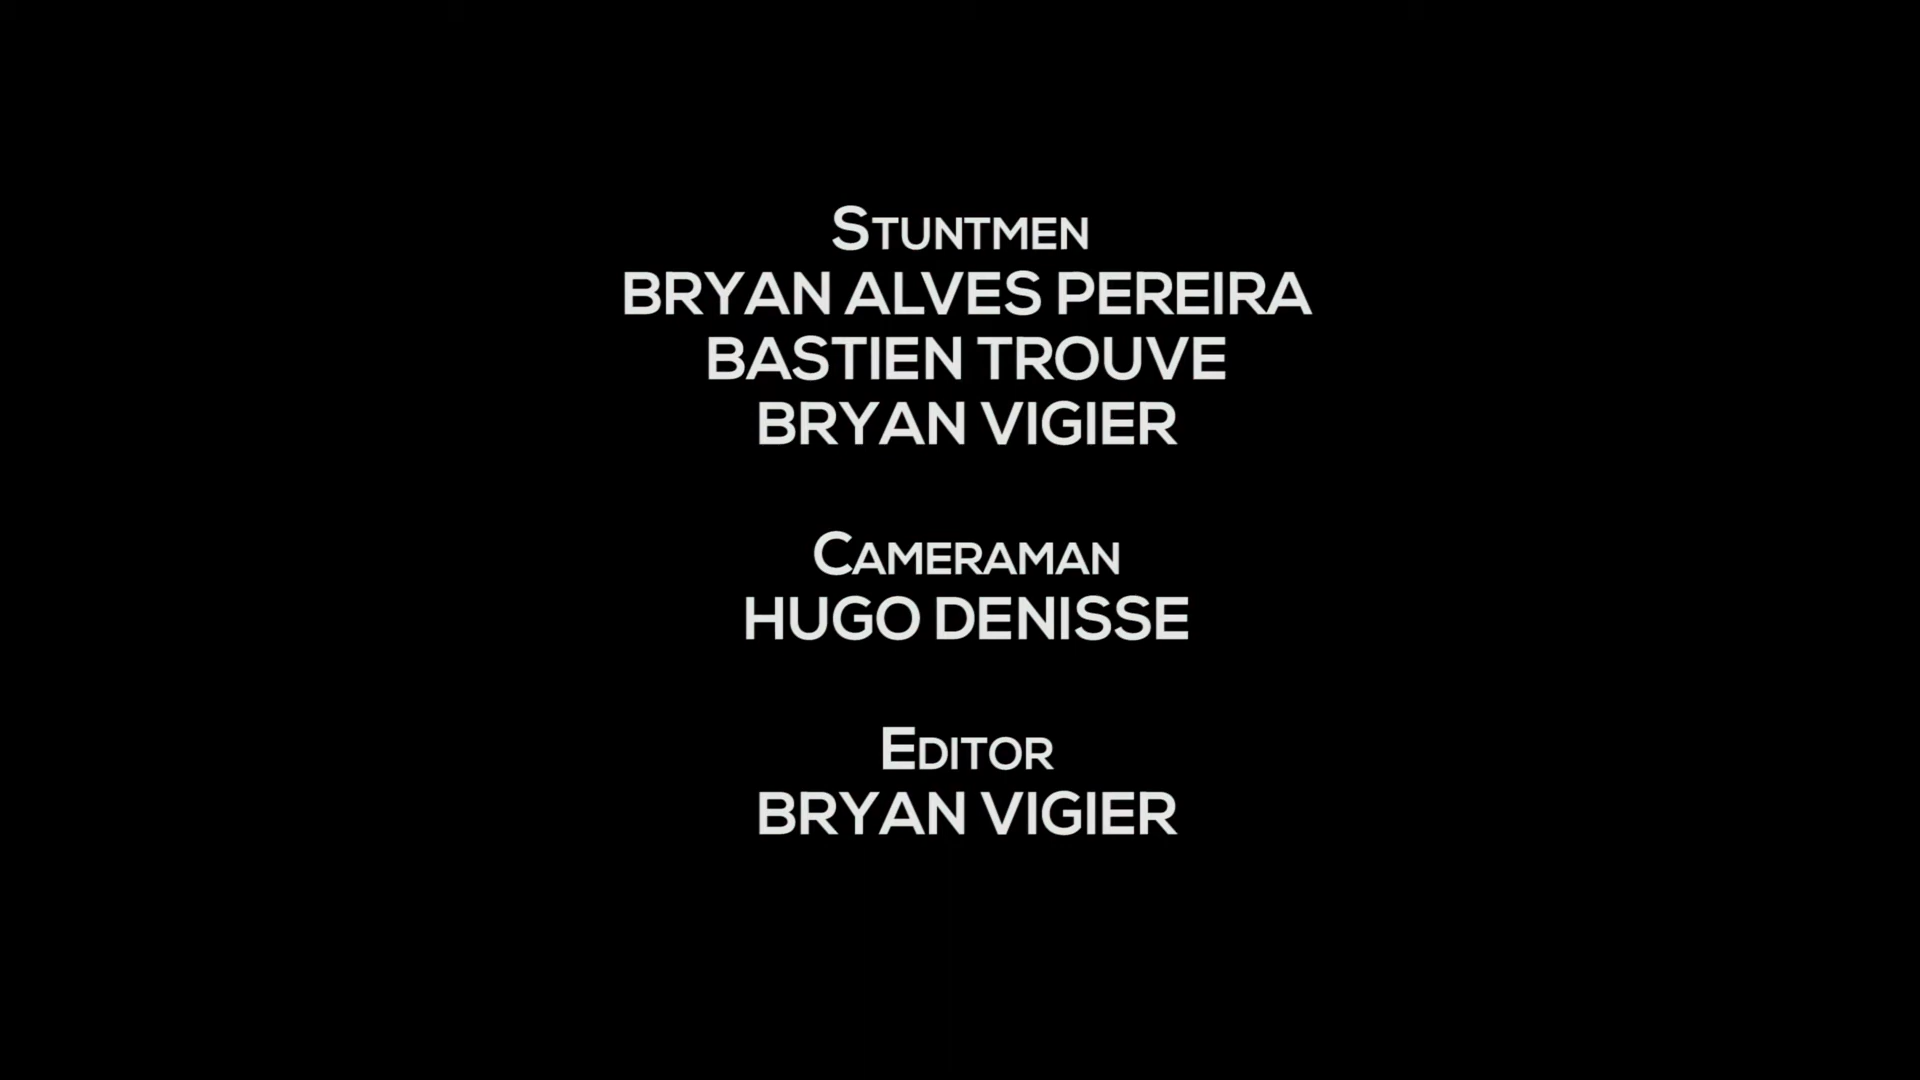 Stuntmen
BRYAN ALVES PEREIRA
BASTIEN TROUVE
BRYAN VIGIER
Cameraman
HUGO DENISSE
Editor
BRYAN VIGIER